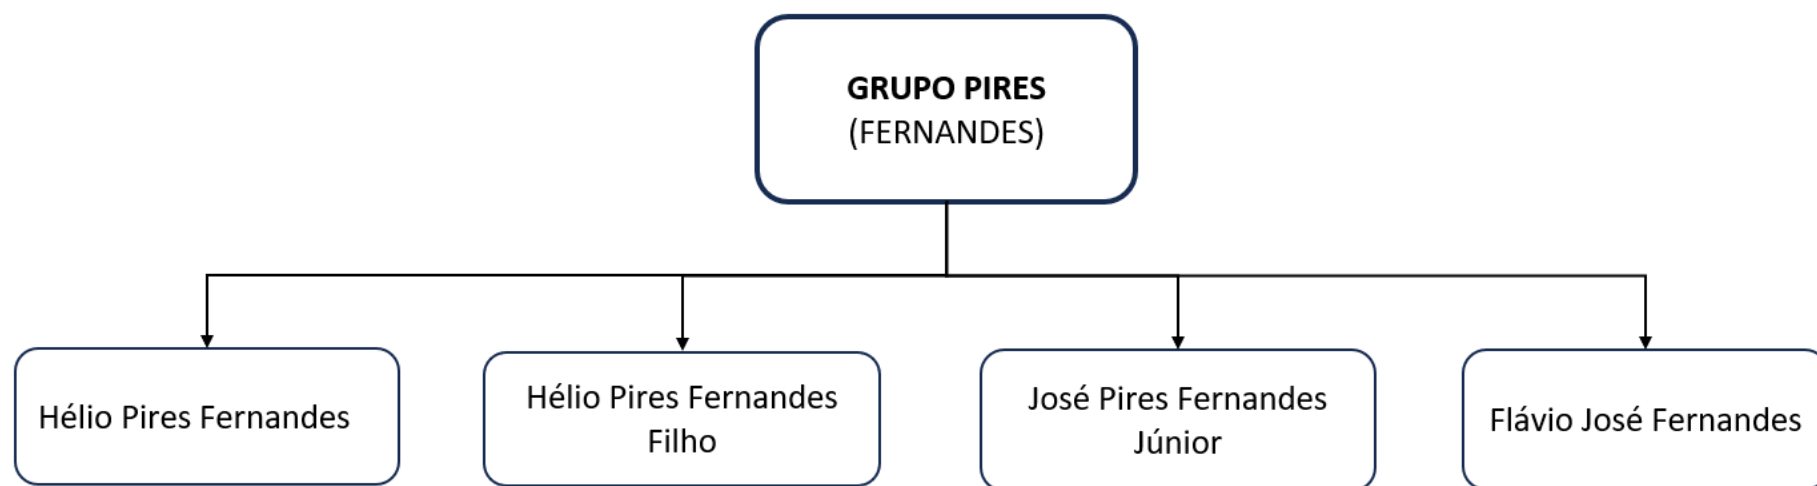 GRUPO PIRES
(FERNANDES)
Hélio Pires Fernandes
Hélio Pires Fernandes
Filho
José Pires Fernandes
Júnior
Flávio José Fernandes